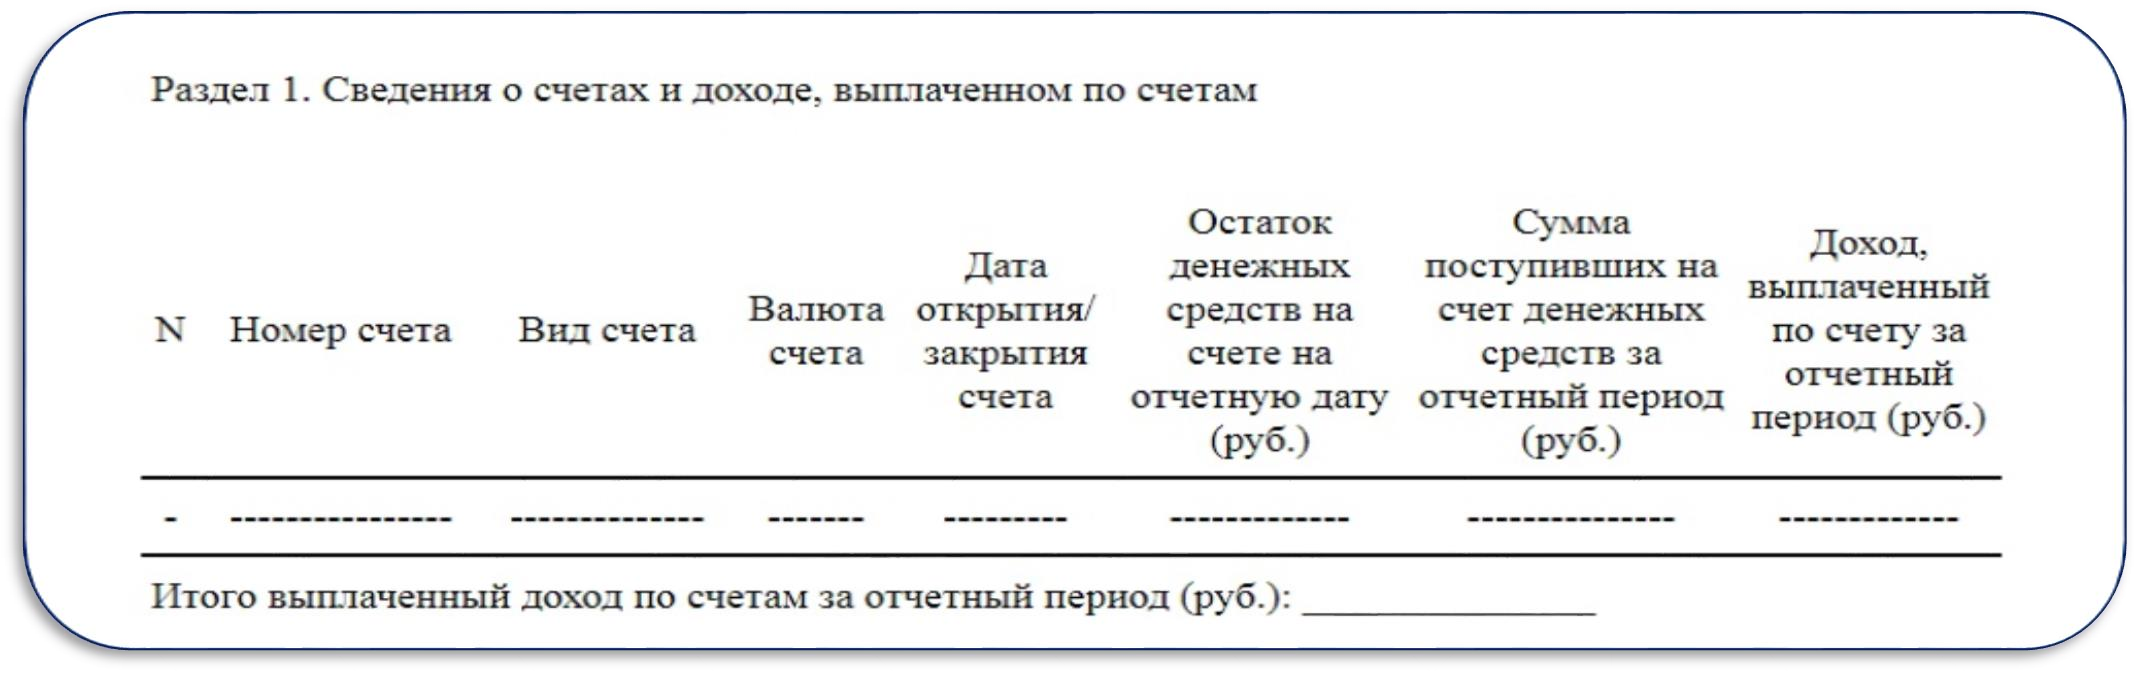 Раздел 1. Сведения о счетах и доходе, выплаченном по счетам
N
Номер счета
Вид счета
Валюта
счета
Дата
открытия/
закрытия
счета
Остаток
денежных
средств на
счете на
отчетную дату
(руб.)
Сумма
поступивших на
счет денежных
средств за
отчетный период
(руб.)
Доход,
выплаченный
по счету за
отчетный
период (руб.)
- ---------------- -------------- ------- --------- ------------- --------------- -------------
Итого выплаченный доход по счетам за отчетный период (руб.): ________________